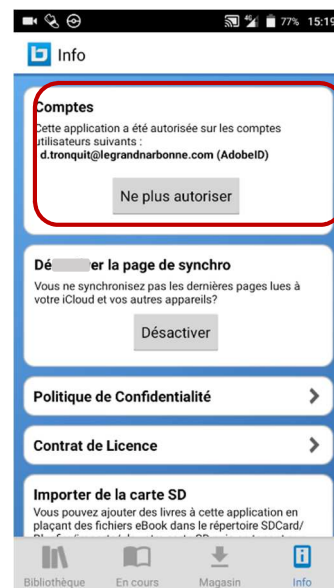 4G 77% 15:19
Info
Comptes
Cette application a été autorisée sur les comptes
utilisateurs suivants :
d.tronquit@legrandnarbonne.com (AdobeID)
Ne plus autoriser
la page de synchro
Vous ne synchronisez pas les dernières pages lues à
votre iCloud et vos autres appareils?
Désactiver
Politique de Confidentialité
Contrat de Licence
Importer de la carte SD
Vous pouvez ajouter des livres à cette application en
plaçant des fichiers eBook dans le répertoire SDCard/
Bibliothèque En cours Magasin Info